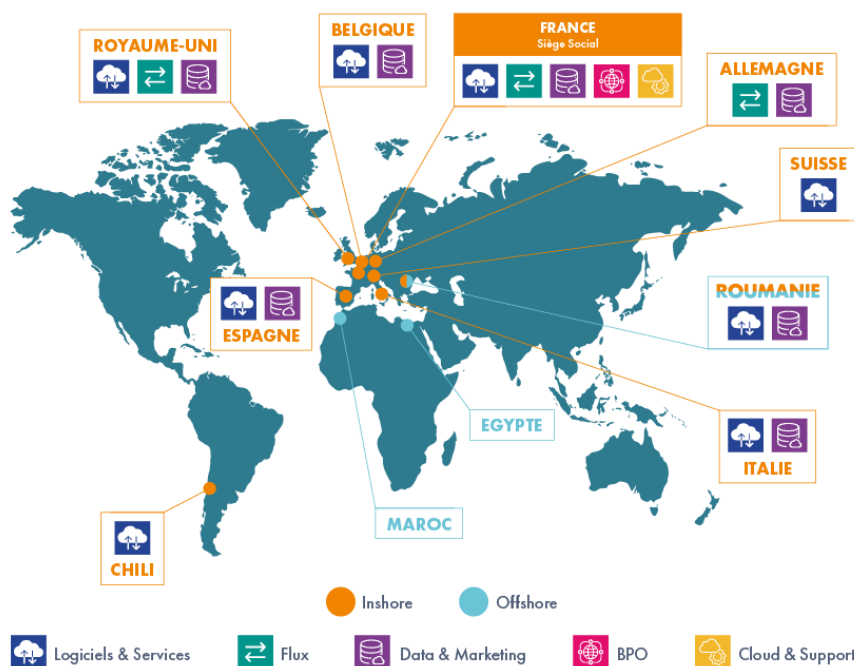 ROYAUME-UNI
BELGIQUE
FRANCE
Siège Social
ALLEMAGNE
SUISSE
ESPAGNE
ROUMANIE
EGYPTE
ITALIE
MAROC
CHILI
Inshore
Offshore
Logiciels & Services
Flux
Data & Marketing
BPO
Cloud & Support